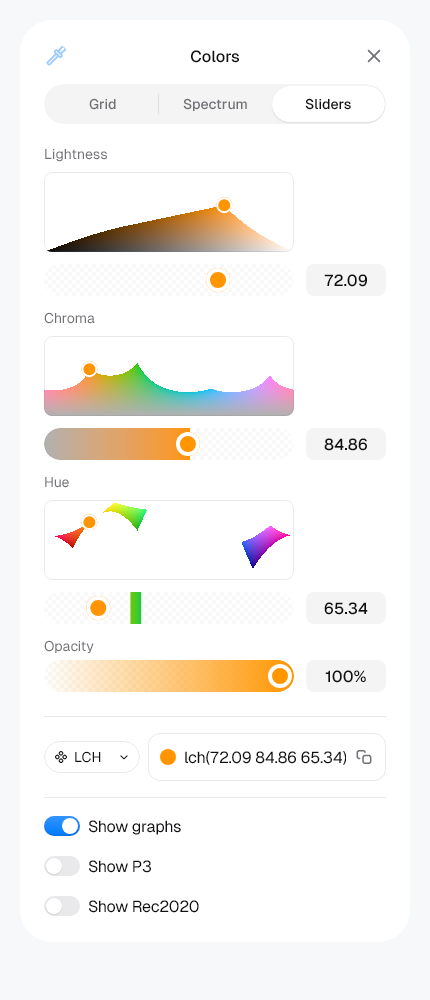 Colors
Grid Spectrum Sliders
Lightness
72.09
Chroma
84.86
Hue
65.34
Opacity
100%
LCH lch(72.09 84.86 65.34)
Show graphs
Show P3
Show Rec2020